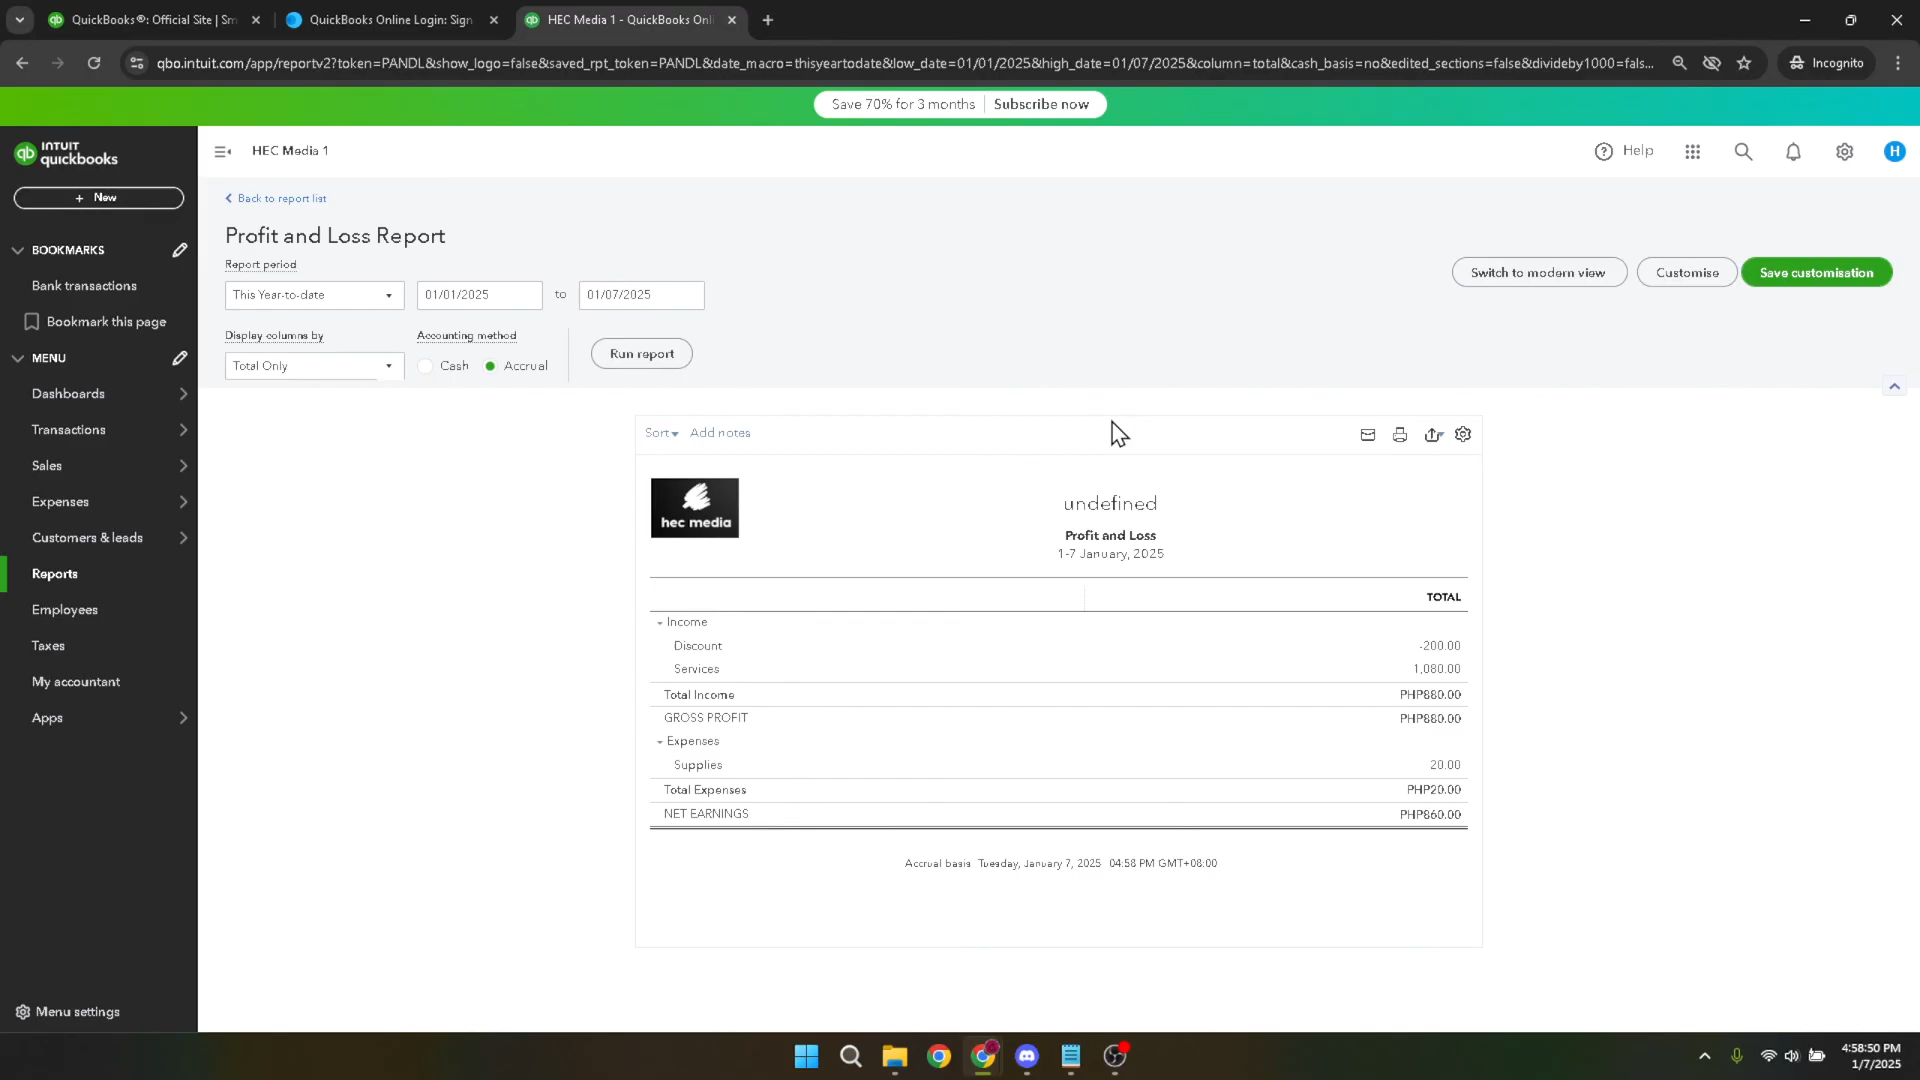 QuickBooks®: Official Site | Sm
QuickBooks Online Login: Sign
HEC Media 1 - QuickBooks Onli
qbo.intuit.com/app/reportv2?token=PANDL&show_logo=false&saved_rpt_token=PANDL&date_macro=thisyeartodate&low_date=01/01/2025&high_date=01/07/2025&column=total&cash_basis=no&edited_sections=false&divideby1000=fals...
Incognito
Save 70% for 3 months
Subscribe now
qb INTUIT quickbooks
HEC Media 1
Help
H
+ New
BOOKMARKS
Bank transactions
Bookmark this page
MENU
Dashboards
Transactions
Sales
Expenses
Customers & leads
Reports
Employees
Taxes
My accountant
Apps
Menu settings
Back to report list
Profit and Loss Report
Report period
This Year-to-date
01/01/2025
to
01/07/2025
Switch to modern view
Customise
Save customisation
Display columns by
Accounting method
Total Only
Cash
Accrual
Run report
Sort
Add notes
hec media
undefined
Profit and Loss
1-7 January, 2025
TOTAL
Income
Discount -200.00
Services 1,080.00
Total Income PHP880.00
GROSS PROFIT PHP880.00
Expenses
Supplies 20.00
Total Expenses PHP20.00
NET EARNINGS PHP860.00
Accrual basis Tuesday, January 7, 2025 04:58 PM GMT+08:00
4:58:50 PM
1/7/2025